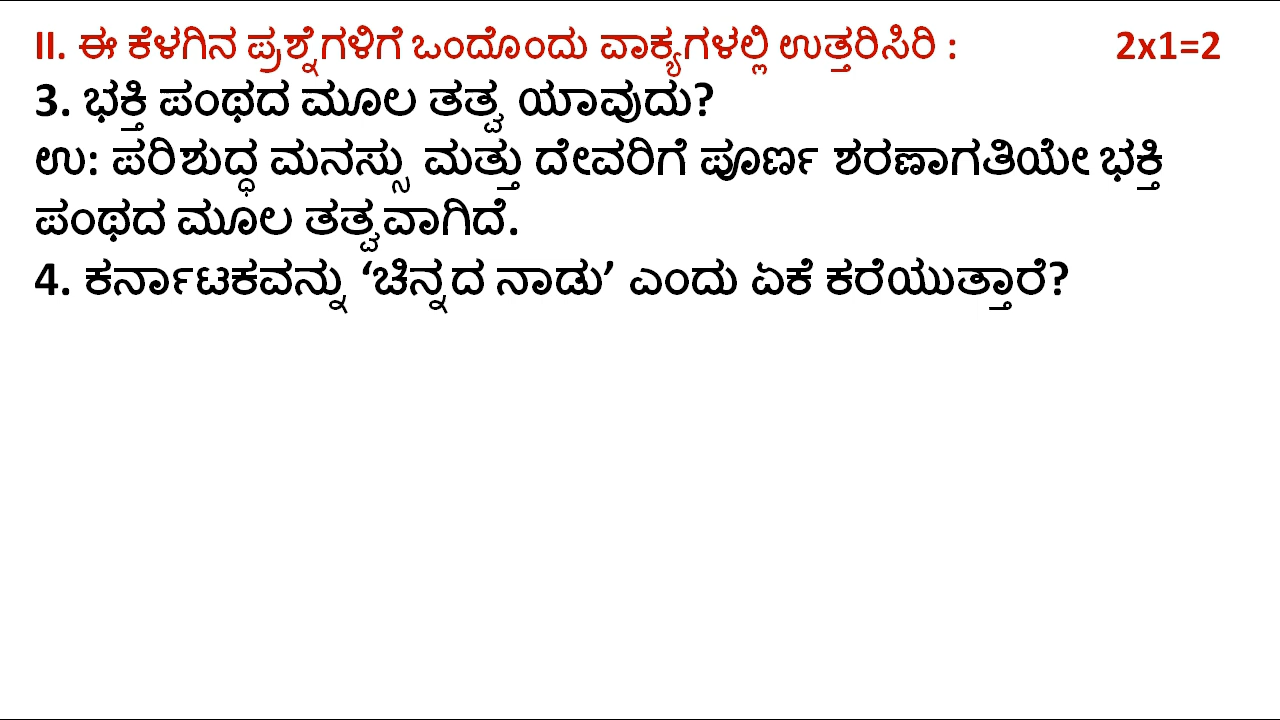 II. ಈ ಕೆಳಗಿನ ಪ್ರಶ್ನೆಗಳಿಗೆ ಒಂದೊಂದು ವಾಕ್ಯಗಳಲ್ಲಿ ಉತ್ತರಿಸಿರಿ : 2x1=2
3. ಭಕ್ತಿ ಪಂಥದ ಮೂಲ ತತ್ವ ಯಾವುದು?
ಉ: ಪರಿಶುದ್ಧ ಮನಸ್ಸು ಮತ್ತು ದೇವರಿಗೆ ಪೂರ್ಣ ಶರಣಾಗತಿಯೇ ಭಕ್ತಿ
ಪಂಥದ ಮೂಲ ತತ್ವವಾಗಿದೆ.
4. ಕರ್ನಾಟಕವನ್ನು ‘ಚಿನ್ನದ ನಾಡು’ ಎಂದು ಏಕೆ ಕರೆಯುತ್ತಾರೆ?